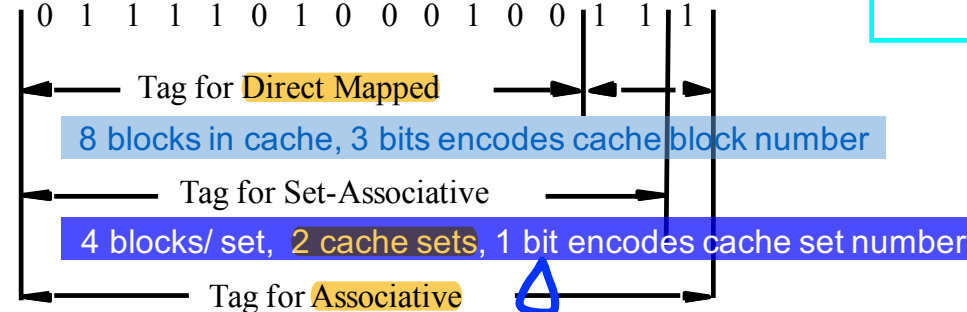 0 1 1 1 1 0 1 0 0 0 1 0 0 1 1 1
Tag for Direct Mapped
8 blocks in cache, 3 bits encodes cache block number
Tag for Set-Associative
4 blocks/ set, 2 cache sets, 1 bit encodes cache set number
Tag for Associative